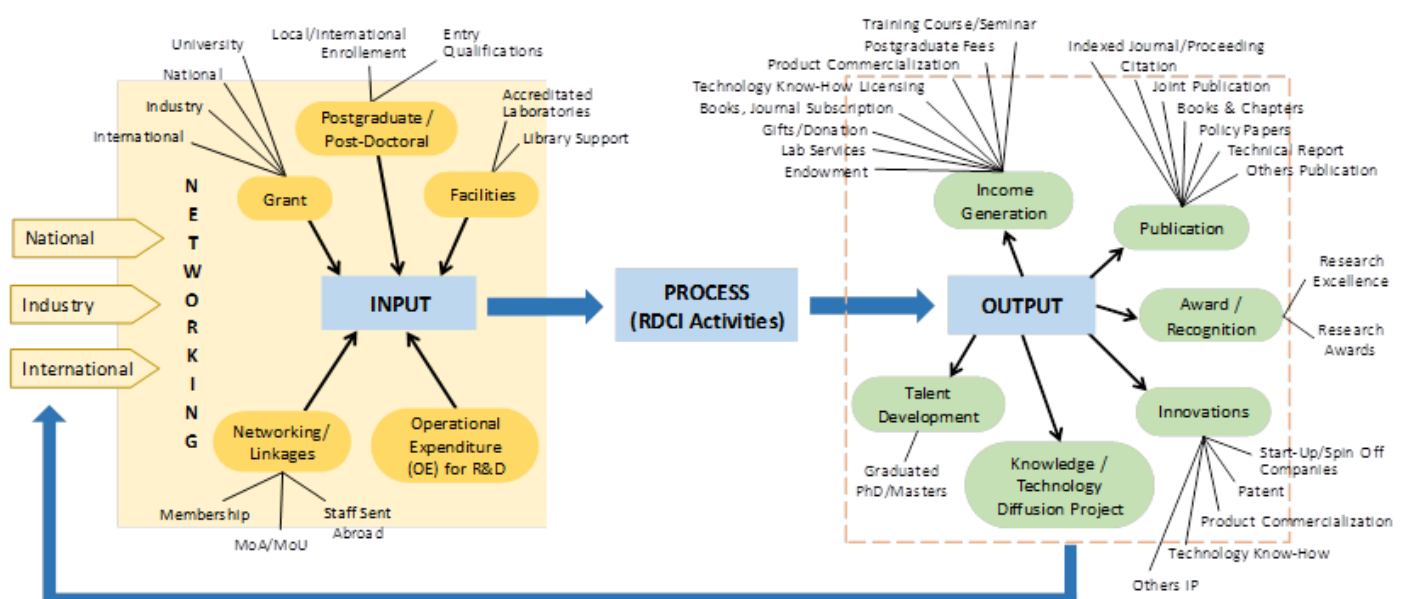 University
National
Industry
International
Local/International
Enrollement
Entry
Qualifications
Accreditated
Laboratories
Library Support
Postgraduate /
Post-Doctoral
Grant
Facilities
NETWORKING
National
Industry
International
INPUT
Networking/
Linkages
Operational
Expenditure
(OE) for R&D
Membership
MoA/MoU
Staff Sent
Abroad
PROCESS
(RDCI Activities)
Training Course/Seminar
Postgraduate Fees
Product Commercialization
Technology Know-How Licensing
Books, Journal Subscription
Gifts/Donation
Lab Services
Endowment
Income
Generation
Indexed Journal/Proceeding
Citation
Joint Publication
Books & Chapters
Policy Papers
Technical Report
Others Publication
Publication
OUTPUT
Award /
Recognition
Research
Excellence
Research
Awards
Talent
Development
Graduated
PhD/Masters
Knowledge /
Technology
Diffusion Project
Innovations
Start-Up/Spin Off
Companies
Patent
Product Commercialization
Technology Know-How
Others IP